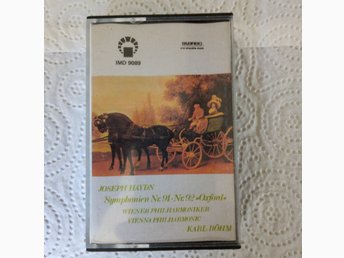 IMD 9089
JOSEPH HAYDN
Symphonien Nr. 91 · Nr. 92 »Oxford«
WIENER PHILHARMONIKER
VIENNA PHILHARMONIC
KARL BÖHM